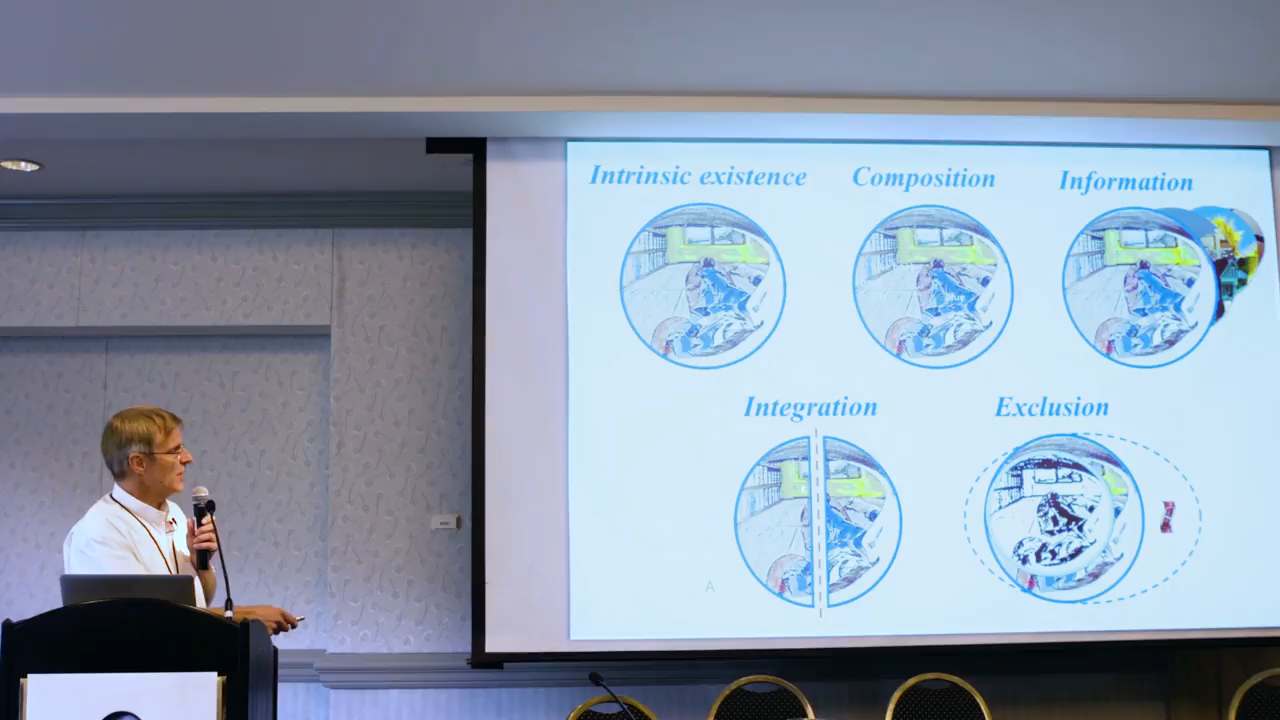 Intrinsic existence
Composition
Information
Integration
Exclusion
A